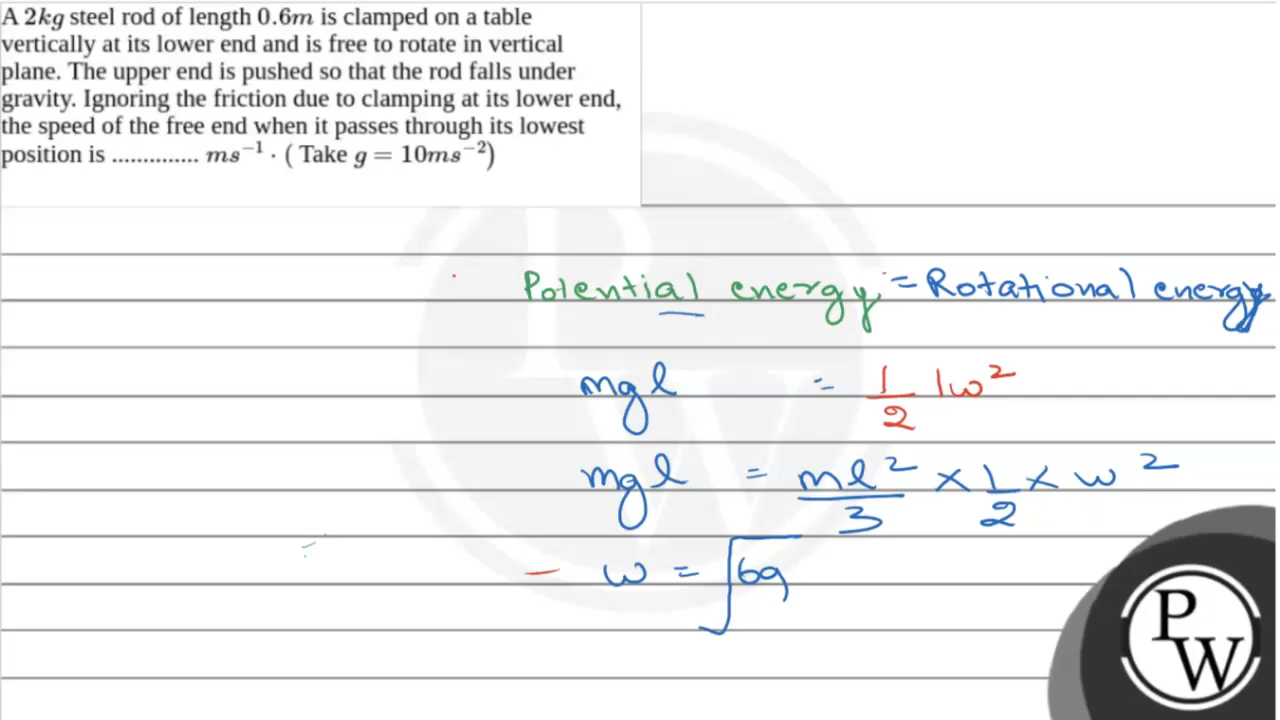 A 2kg steel rod of length 0.6m is clamped on a table
vertically at its lower end and is free to rotate in vertical
plane. The upper end is pushed so that the rod falls under
gravity. Ignoring the friction due to clamping at its lower end,
the speed of the free end when it passes through its lowest
position is .............. ms⁻¹ · ( Take g = 10ms⁻²)
Potential energy = Rotational energy
mgl = 1/2 Iω²
mgl = ml²/3 × 1/2 × ω²
ω = √6g
PW